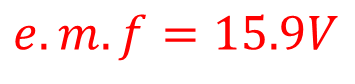 e.m.f = 15.9V